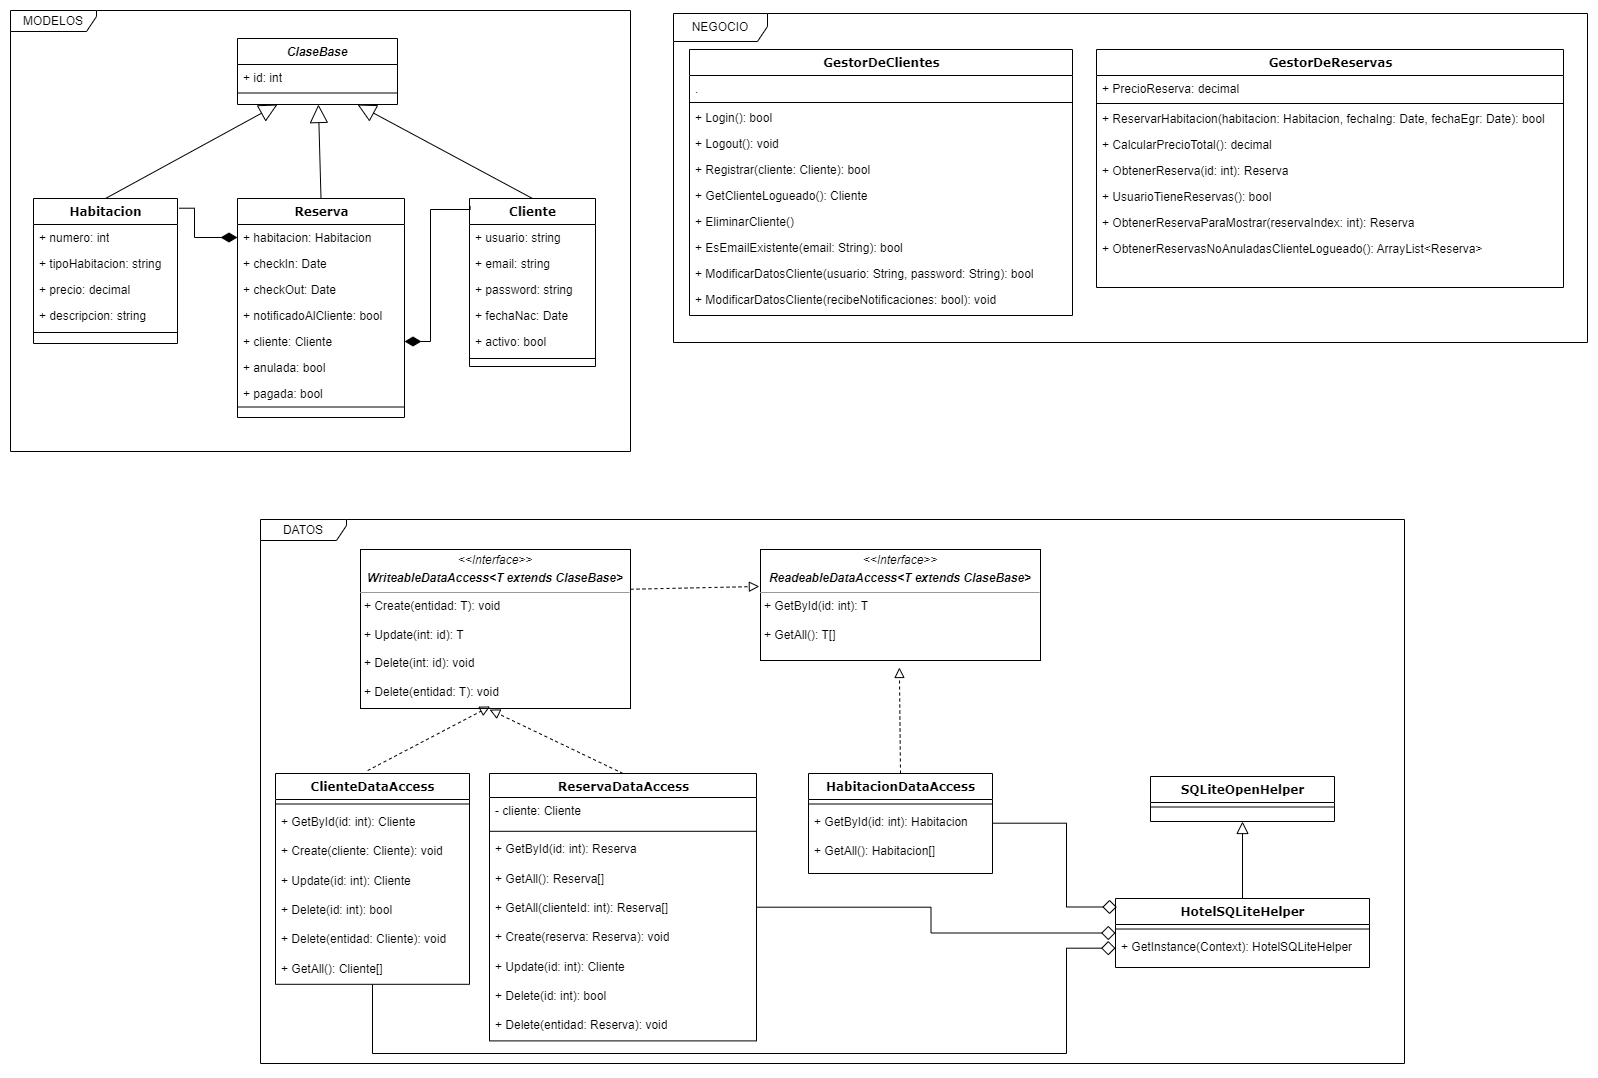 MODELOS
ClaseBase
+ id: int
Habitacion
+ numero: int
+ tipoHabitacion: string
+ precio: decimal
+ descripcion: string
Reserva
+ habitacion: Habitacion
+ checkIn: Date
+ checkOut: Date
+ notificadoAlCliente: bool
+ cliente: Cliente
+ anulada: bool
+ pagada: bool
Cliente
+ usuario: string
+ email: string
+ password: string
+ fechaNac: Date
+ activo: bool
NEGOCIO
GestorDeClientes
.
+ Login(): bool
+ Logout(): void
+ Registrar(cliente: Cliente): bool
+ GetClienteLogueado(): Cliente
+ EliminarCliente()
+ EsEmailExistente(email: String): bool
+ ModificarDatosCliente(usuario: String, password: String): bool
+ ModificarDatosCliente(recibeNotificaciones: bool): void
GestorDeReservas
+ PrecioReserva: decimal
+ ReservarHabitacion(habitacion: Habitacion, fechaIng: Date, fechaEgr: Date): bool
+ CalcularPrecioTotal(): decimal
+ ObtenerReserva(id: int): Reserva
+ UsuarioTieneReservas(): bool
+ ObtenerReservaParaMostrar(reservaIndex: int): Reserva
+ ObtenerReservasNoAnuladasClienteLogueado(): ArrayList<Reserva>
DATOS
<<Interface>>
WriteableDataAccess<T extends ClaseBase>
+ Create(entidad: T): void
+ Update(int: id): T
+ Delete(int: id): void
+ Delete(entidad: T): void
<<Interface>>
ReadeableDataAccess<T extends ClaseBase>
+ GetById(id: int): T
+ GetAll(): T[]
ClienteDataAccess
+ GetById(id: int): Cliente
+ Create(cliente: Cliente): void
+ Update(id: int): Cliente
+ Delete(id: int): bool
+ Delete(entidad: Cliente): void
+ GetAll(): Cliente[]
ReservaDataAccess
- cliente: Cliente
+ GetById(id: int): Reserva
+ GetAll(): Reserva[]
+ GetAll(clienteId: int): Reserva[]
+ Create(reserva: Reserva): void
+ Update(id: int): Cliente
+ Delete(id: int): bool
+ Delete(entidad: Reserva): void
HabitacionDataAccess
+ GetById(id: int): Habitacion
+ GetAll(): Habitacion[]
SQLiteOpenHelper
HotelSQLiteHelper
+ GetInstance(Context): HotelSQLiteHelper